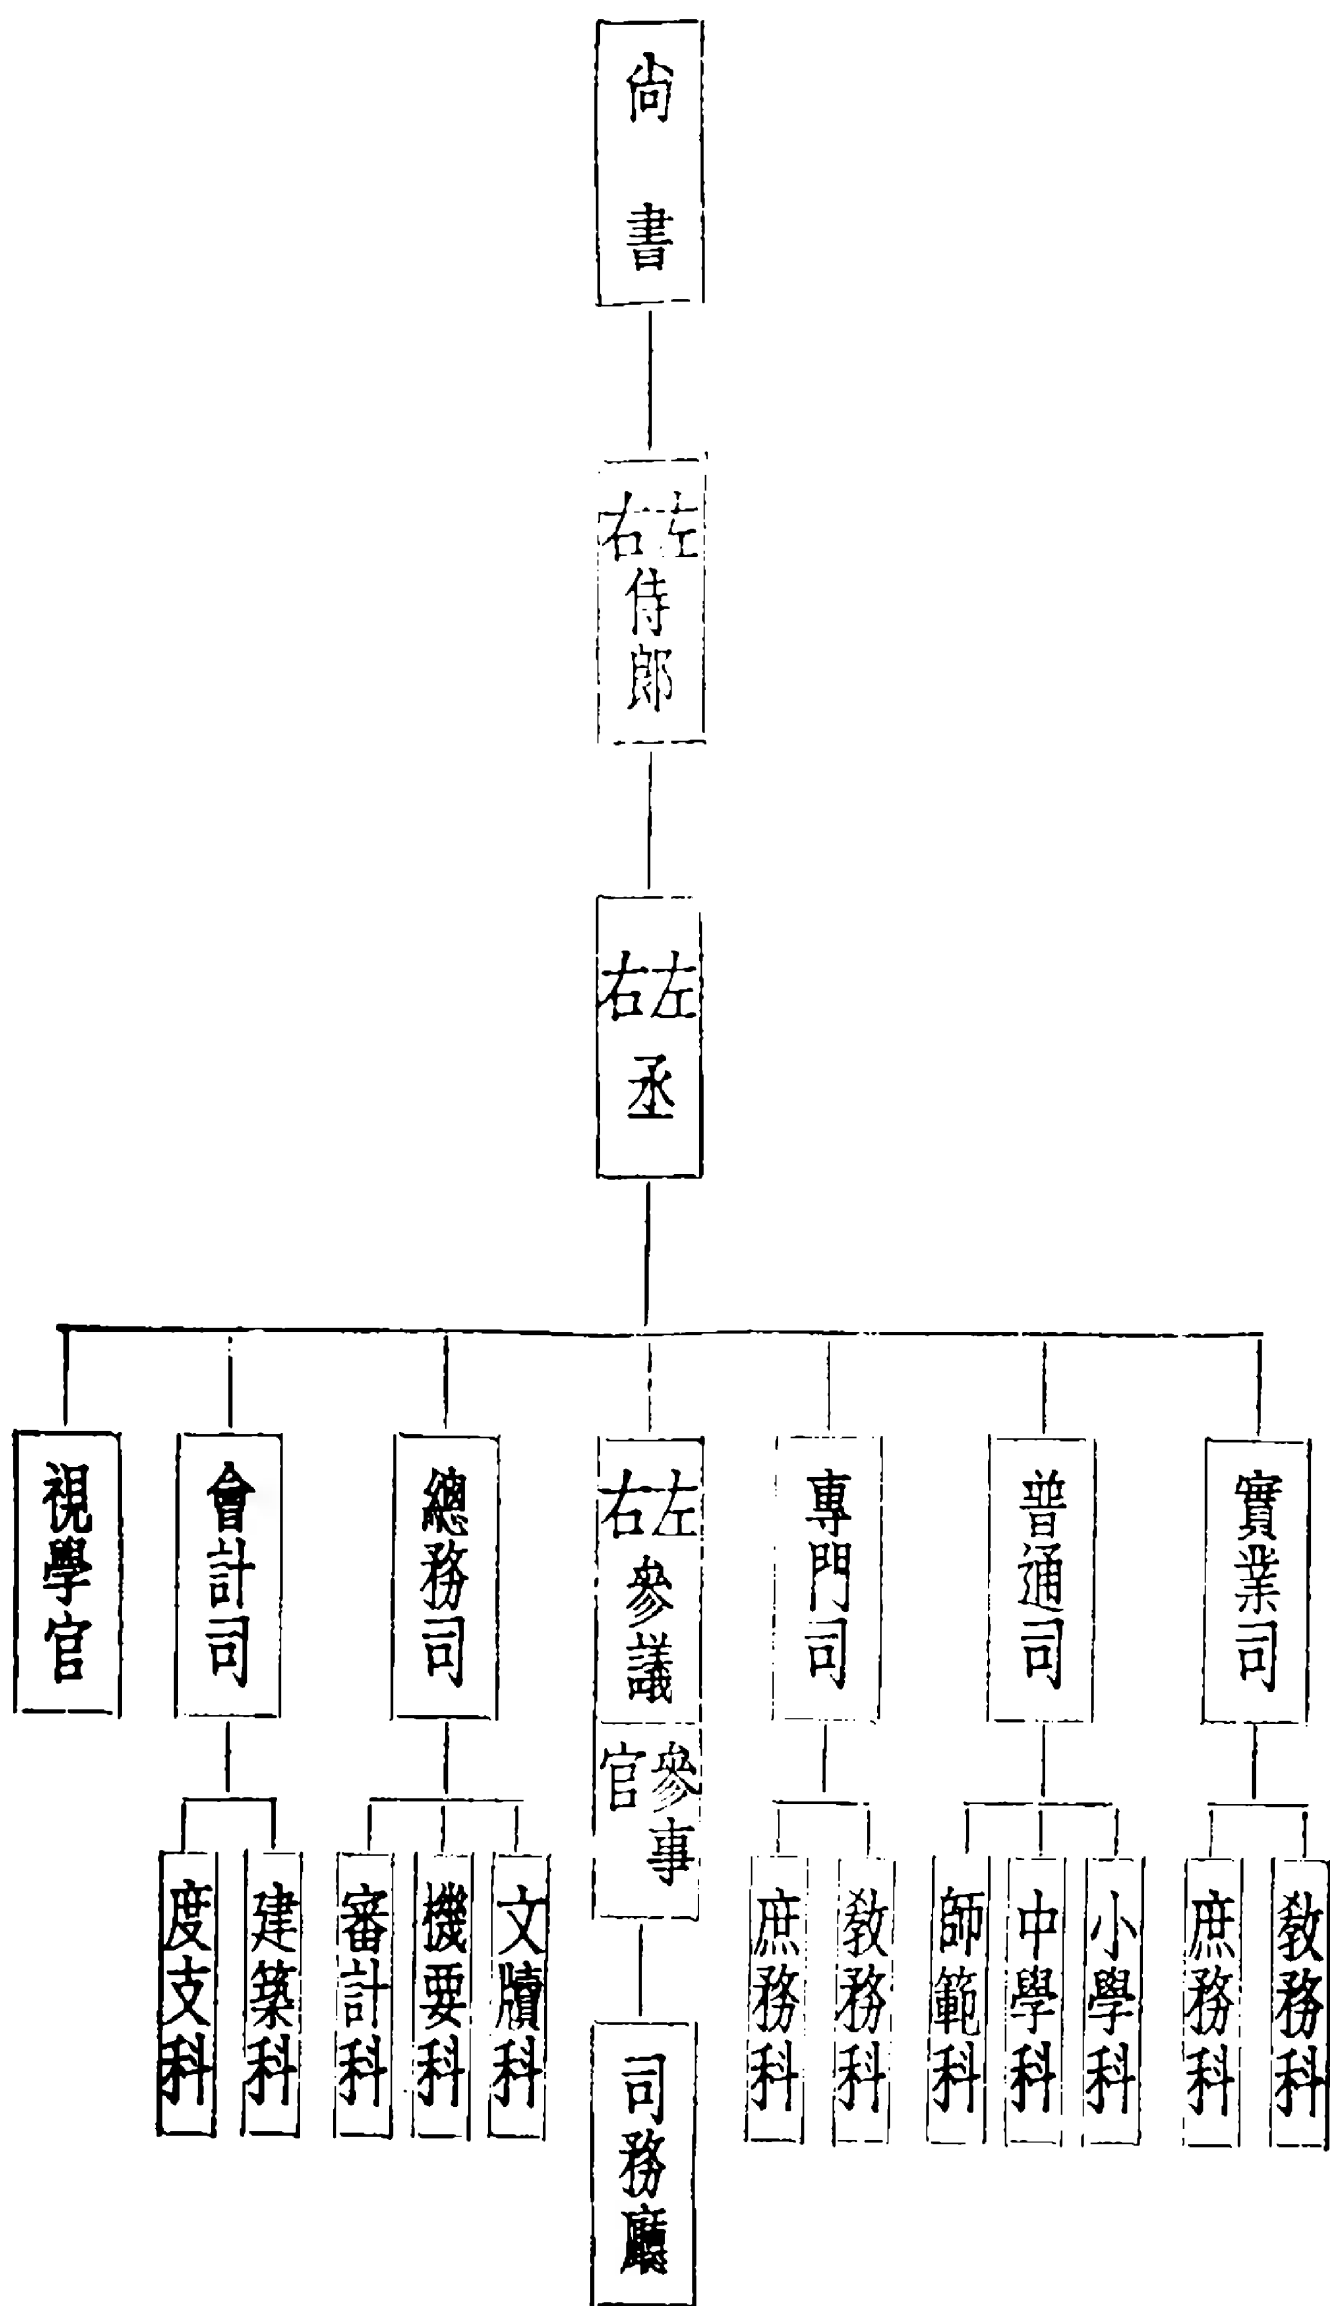 尙書
左右侍郎
左右丞
實業司
普通司
專門司
左右參議
參事官
總務司
會計司
視學官
敎務科
庶務科
小學科
中學科
師範科
敎務科
庶務科
文牘科
機要科
審計科
建築科
度支科
司務廳